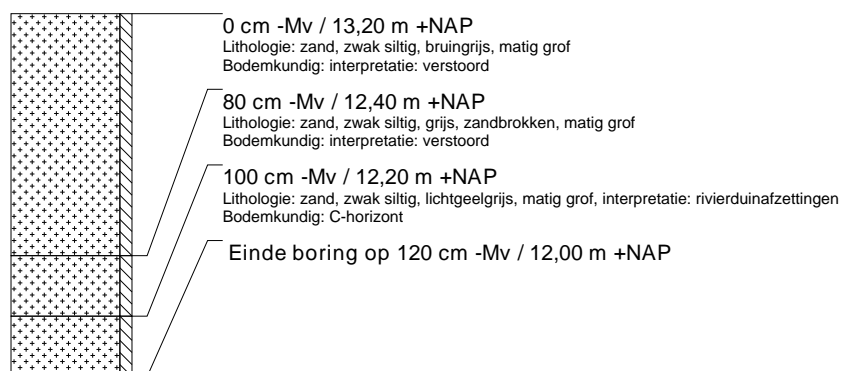 0 cm -Mv / 13,20 m +NAP
Lithologie: zand, zwak siltig, bruingrijs, matig grof
Bodemkundig: interpretatie: verstoord
80 cm -Mv / 12,40 m +NAP
Lithologie: zand, zwak siltig, grijs, zandbrokken, matig grof
Bodemkundig: interpretatie: verstoord
100 cm -Mv / 12,20 m +NAP
Lithologie: zand, zwak siltig, lichtgeelgrijs, matig grof, interpretatie: rivierduinafzettingen
Bodemkundig: C-horizont
Einde boring op 120 cm -Mv / 12,00 m +NAP